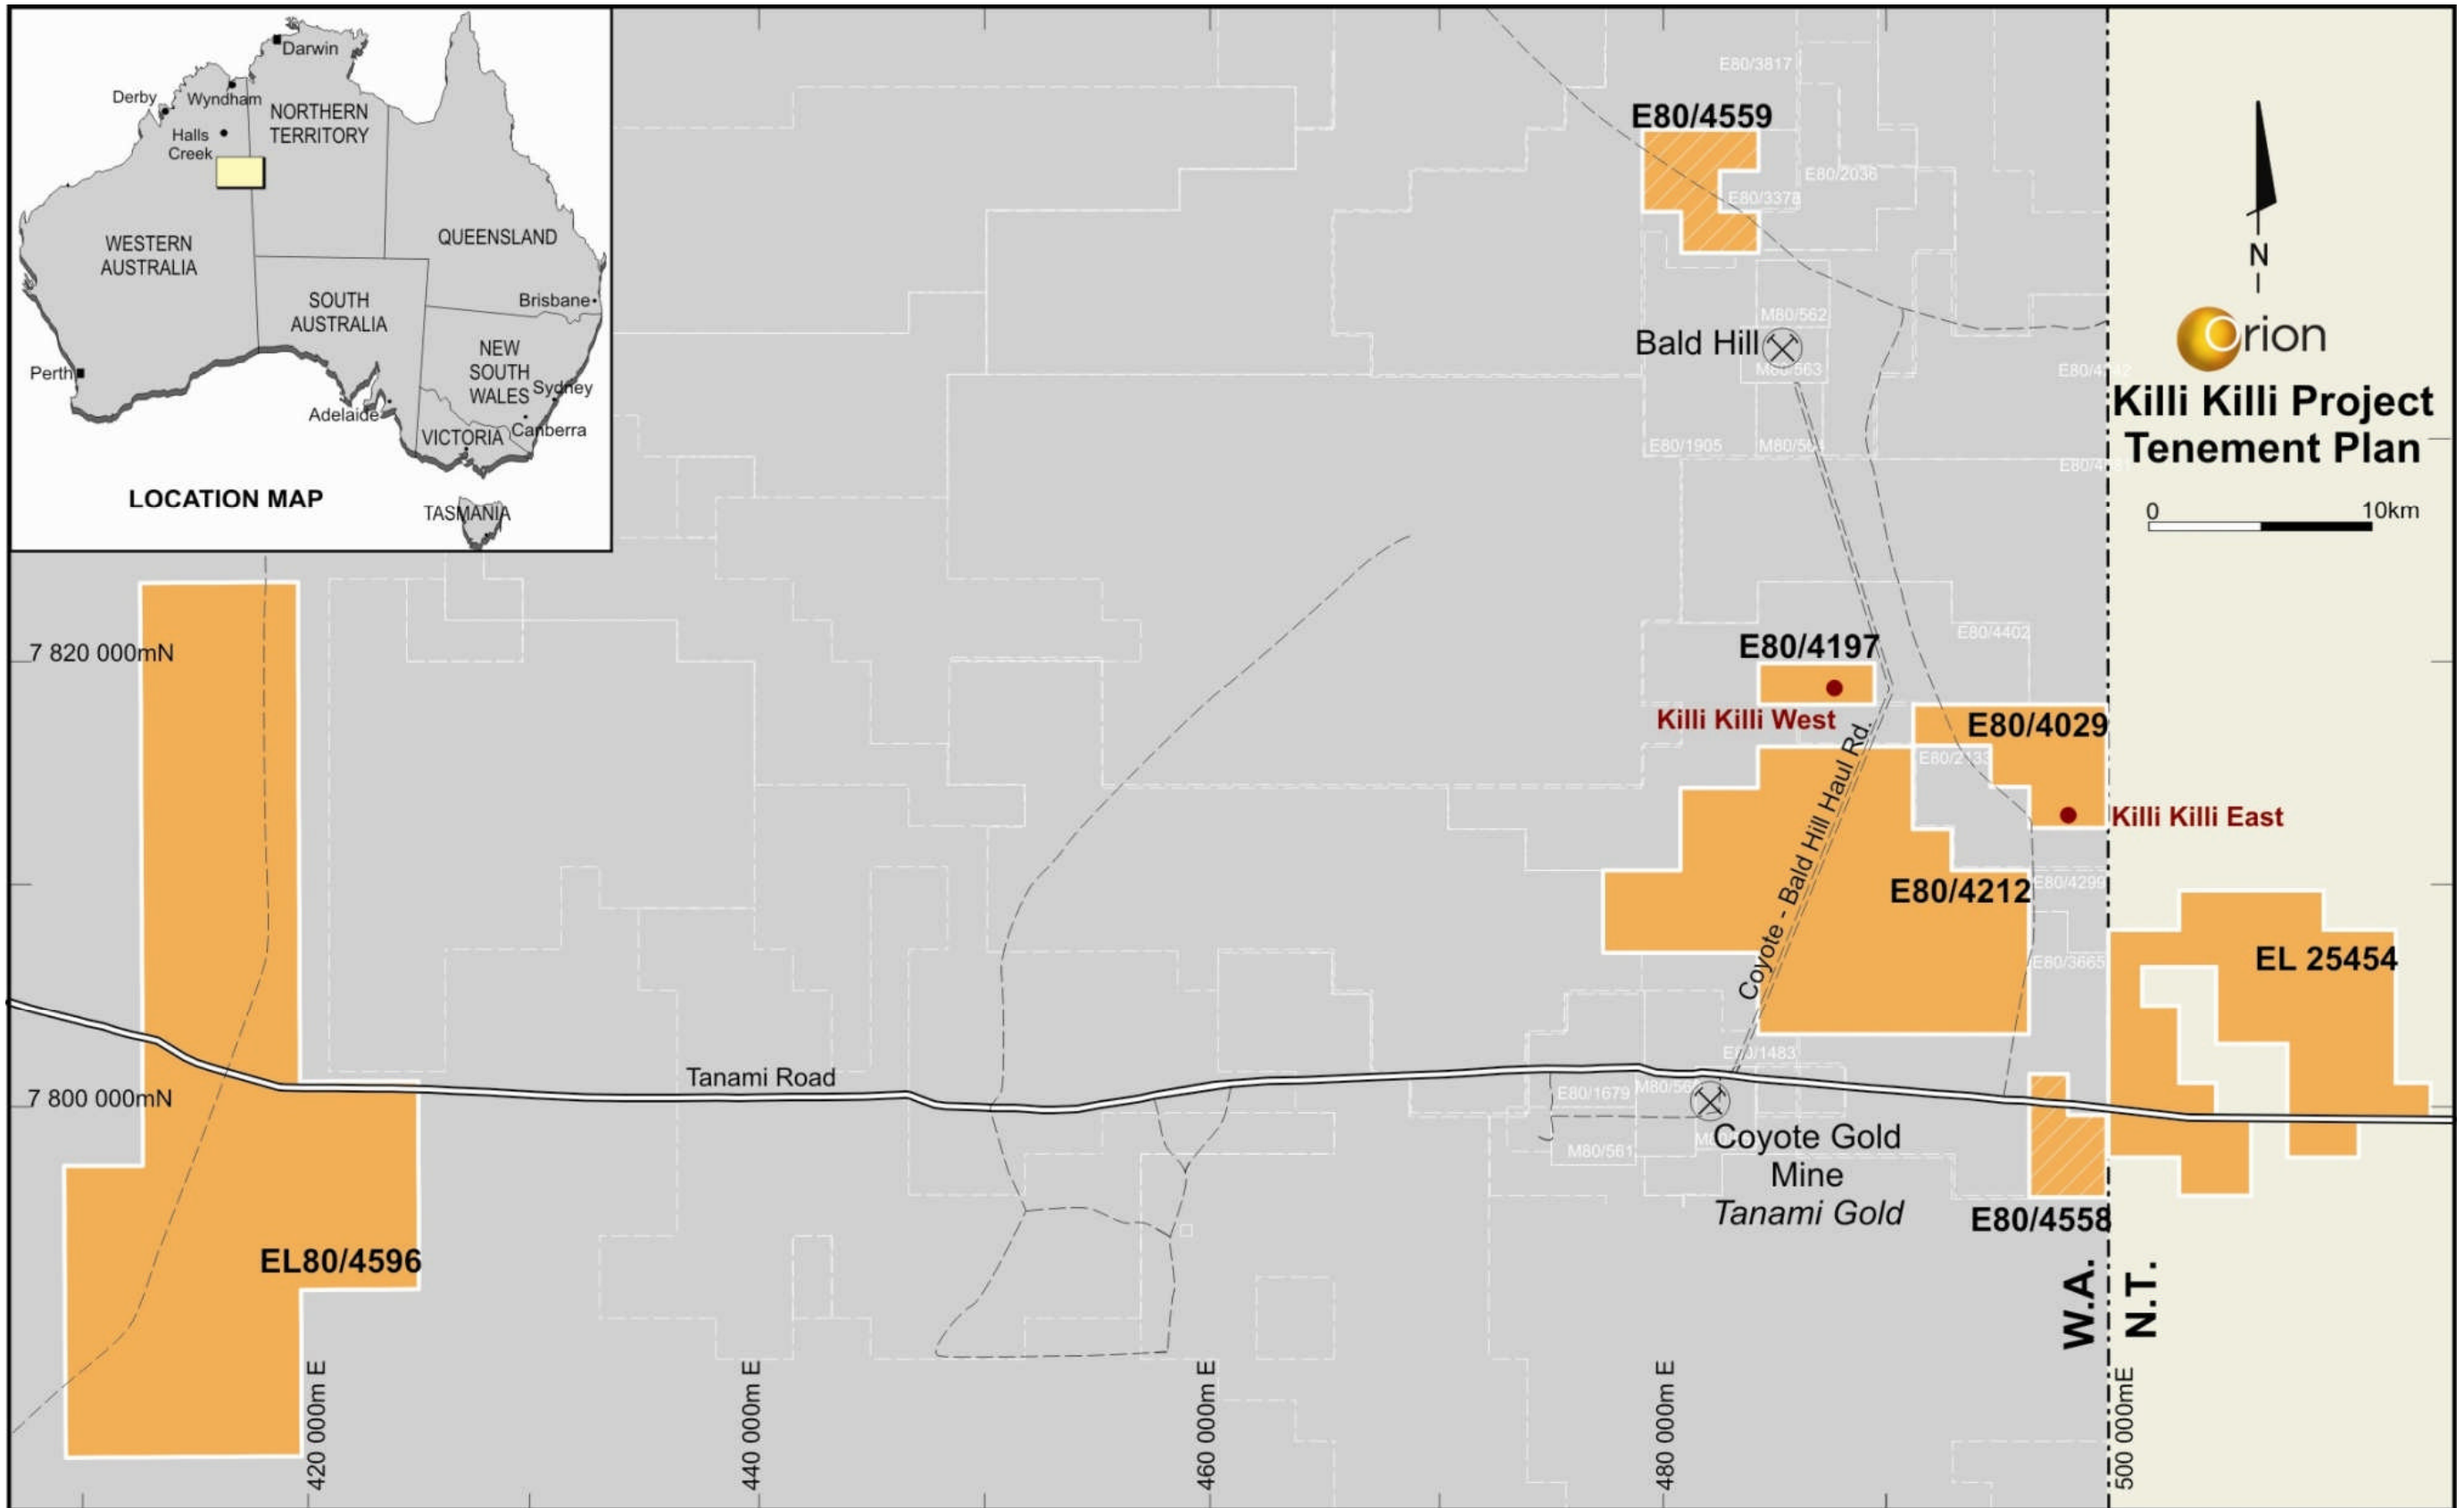 Darwin
Derby
Wyndham
Halls
Creek
NORTHERN
TERRITORY
WESTERN
AUSTRALIA
QUEENSLAND
SOUTH
AUSTRALIA
Brisbane
NEW
SOUTH
WALES
Sydney
Perth
Adelaide
Canberra
VICTORIA
LOCATION MAP
TASMANIA
E80/3817
E80/4559
E80/2036
E80/3378
N
Orion
Killi Killi Project
Tenement Plan
0 10km
M80/562
Bald Hill
M80/563
E80/1905
7 820 000mN
E80/4402
E80/4197
Killi Killi West
E80/4029
E80/2133
Killi Killi East
Coyote - Bald Hill Haul Rd.
E80/4212
E80/4299
E80/3665
EL 25454
E80/1483
Tanami Road
7 800 000mN
E80/1679
M80/561
Coyote Gold
Mine
Tanami Gold
E80/4558
EL80/4596
W.A.
N.T.
420 000m E
440 000m E
460 000m E
480 000m E
500 000mE